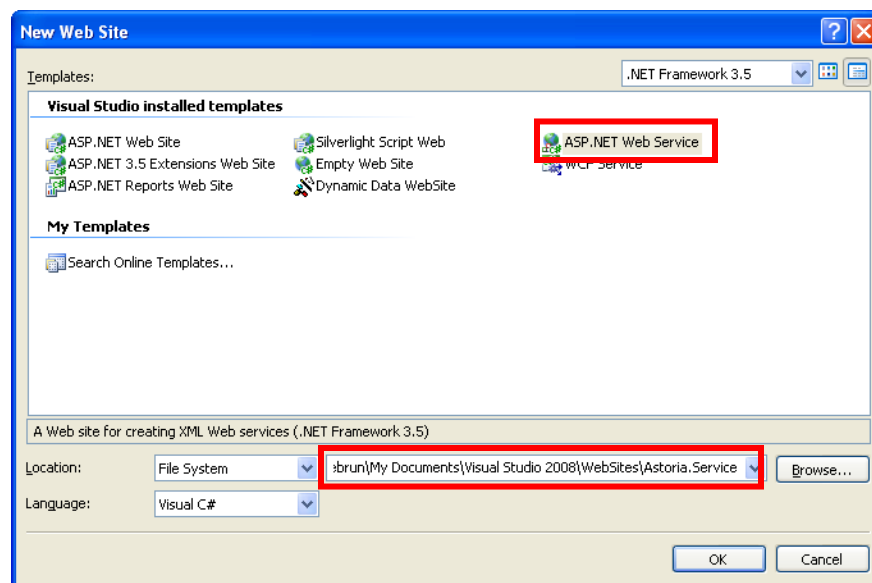 New Web Site
Templates:
.NET Framework 3.5
Visual Studio installed templates
ASP.NET Web Site
Silverlight Script Web
ASP.NET Web Service
ASP.NET 3.5 Extensions Web Site
Empty Web Site
WCF Service
ASP.NET Reports Web Site
Dynamic Data WebSite
My Templates
Search Online Templates...
A Web site for creating XML Web services (.NET Framework 3.5)
Location:
File System
brun\My Documents\Visual Studio 2008\WebSites\Astoria.Service
Browse...
Language:
Visual C#
OK
Cancel